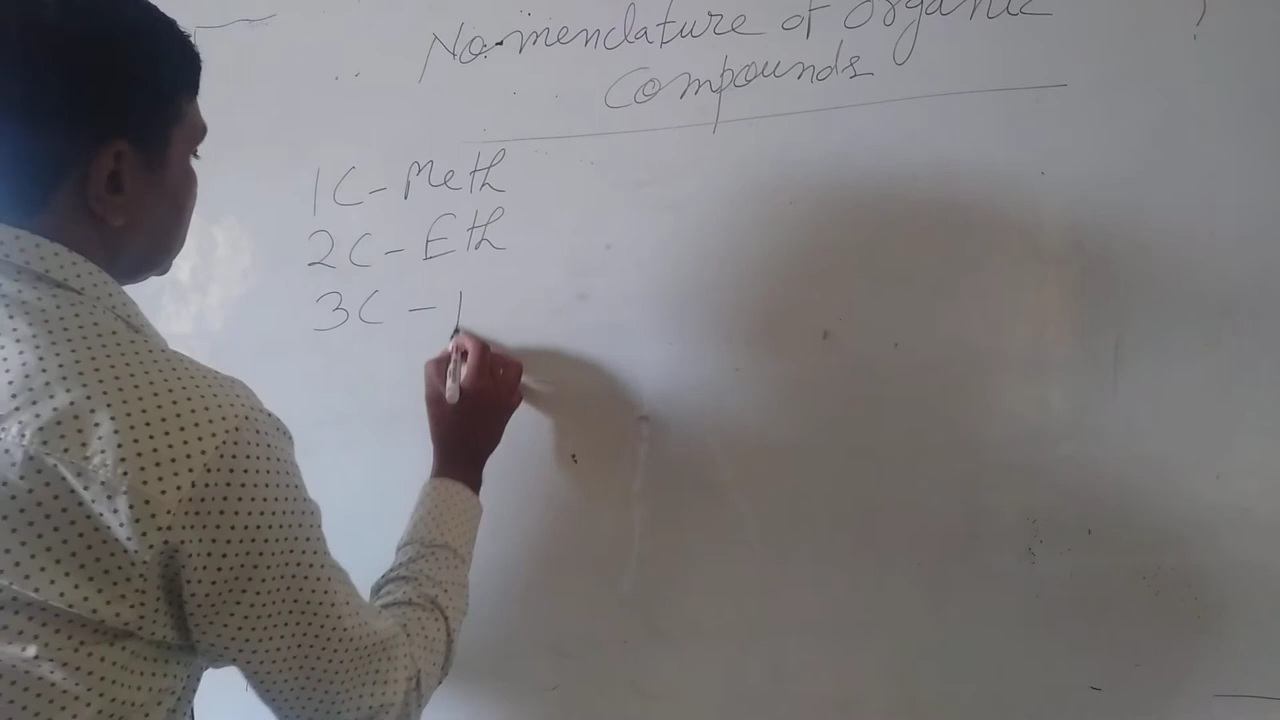 Nomenclature of Organic
Compounds
1C - Meth
2C - Eth
3C -